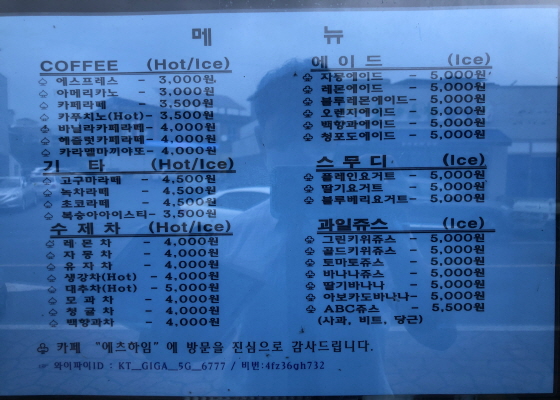 메 뉴
COFFEE (Hot/Ice)
에스프레스 - 3,000원
아메리카노 - 3,000원
카페라떼 - 3,500원
카푸치노(Hot) - 3,500원
바닐라카페라떼 - 4,000원
헤즐럿카페라떼 - 4,000원
카라멜마끼아또 - 4,000원
기 타 (Hot/Ice)
고구마라떼 - 4,500원
녹차라떼 - 4,500원
초코라떼 - 4,500원
복숭아아이스티 - 3,500원
수 제 차 (Hot/Ice)
레 몬 차 - 4,000원
자 몽 차 - 4,000원
유 자 차 - 4,000원
생강차(Hot) - 4,000원
대추차(Hot) - 5,000원
모 과 차 - 4,000원
청 귤 차 - 4,000원
백향과차 - 4,000원
에 이 드 (Ice)
자몽에이드 - 5,000원
레몬에이드 - 5,000원
블루레몬에이드 - 5,000원
오렌지에이드 - 5,000원
백향과에이드 - 5,000원
청포도에이드 - 5,000원
스 무 디 (Ice)
플레인요거트 - 5,000원
딸기요거트 - 5,000원
블루베리요거트 - 5,000원
과일쥬스 (Ice)
그린키위쥬스 - 5,000원
골드키위쥬스 - 5,000원
토마토쥬스 - 5,000원
바나나쥬스 - 5,000원
딸기바나나 - 5,000원
아보카도바나나 - 5,000원
ABC쥬스 - 5,500원
(사과, 비트, 당근)
카페 “에츠하임”에 방문을 진심으로 감사드립니다.
와이파이ID : KT_GIGA_5G_6777 / 비번:4fz36gh732